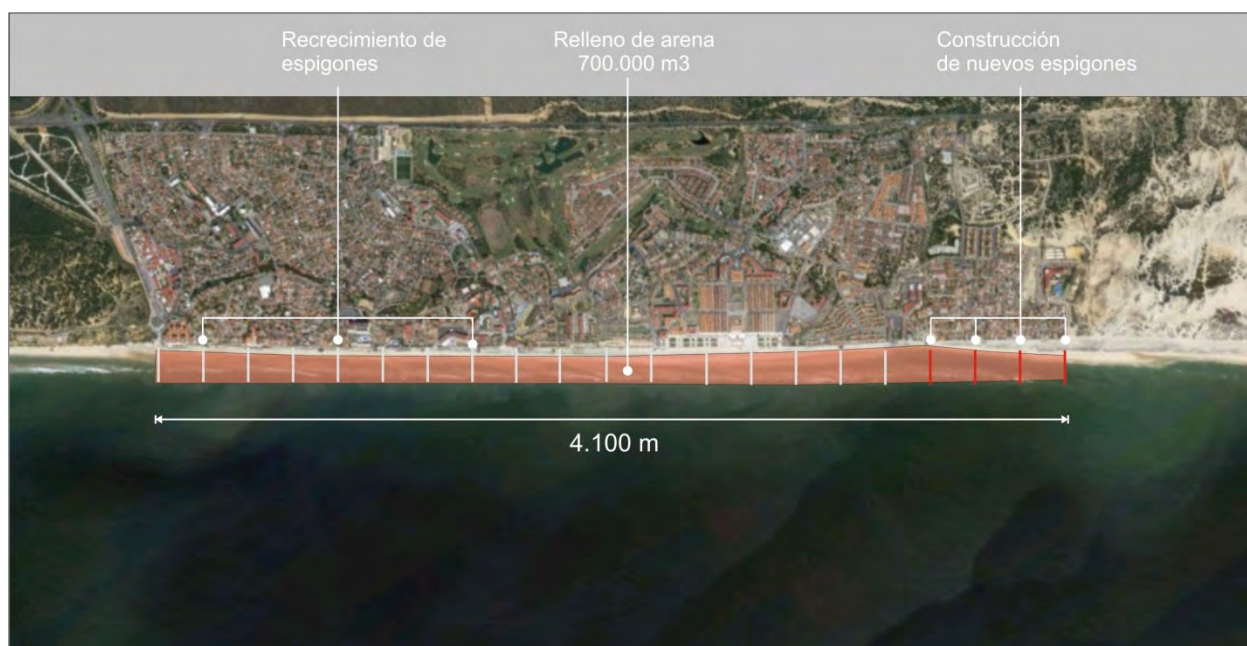 Recrecimiento de
espigones
Relleno de arena
700.000 m3
Construcción
de nuevos espigones
4.100 m